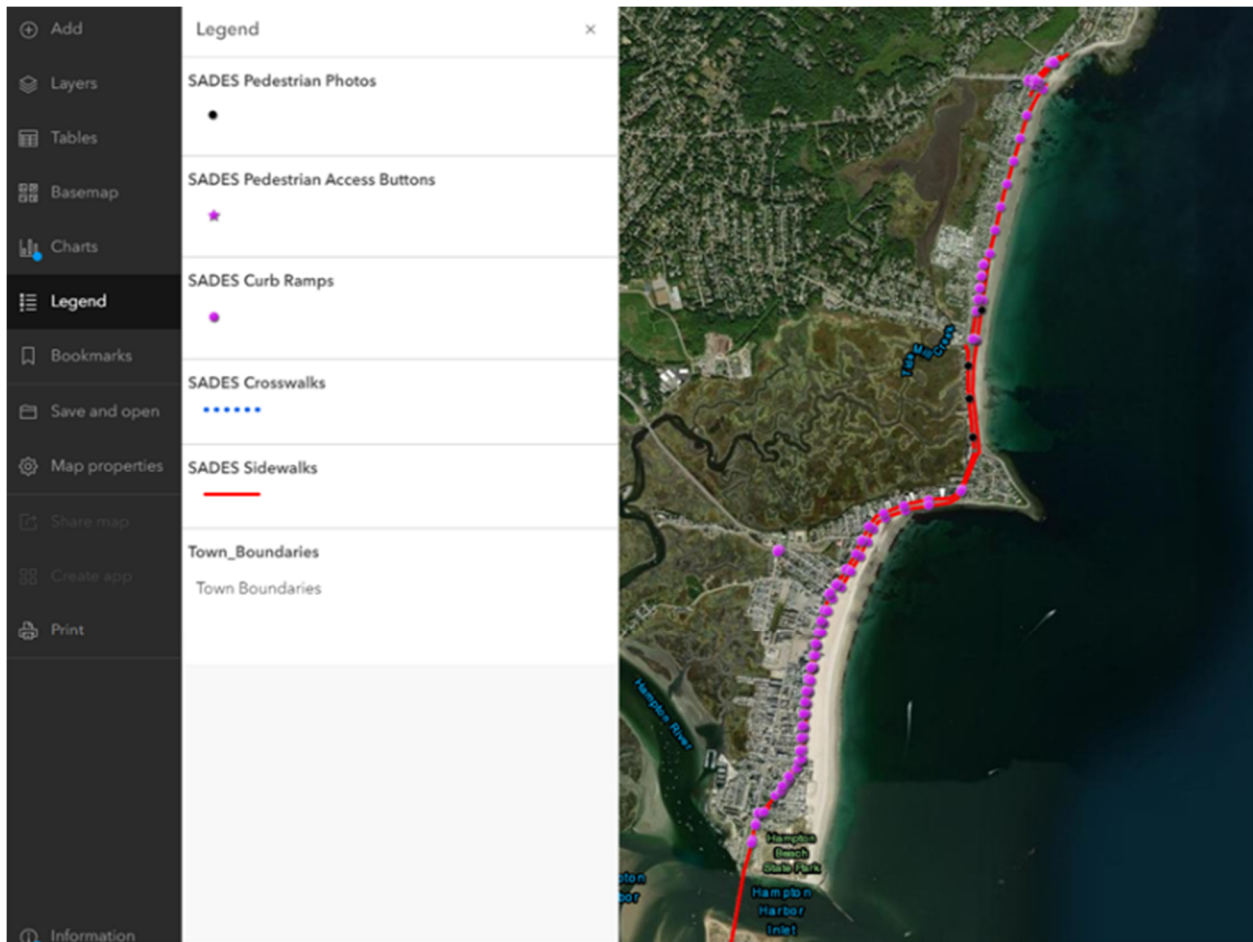 Add
Layers
Tables
Basemap
Charts
Legend
Bookmarks
Save and open
Map properties
Share map
Create app
Print
Information
Legend
SADES Pedestrian Photos
SADES Pedestrian Access Buttons
SADES Curb Ramps
SADES Crosswalks
SADES Sidewalks
Town_Boundaries
Town Boundaries
Hampton River
Hampton
Beach
State Park
Hampton
Harbor
Inlet